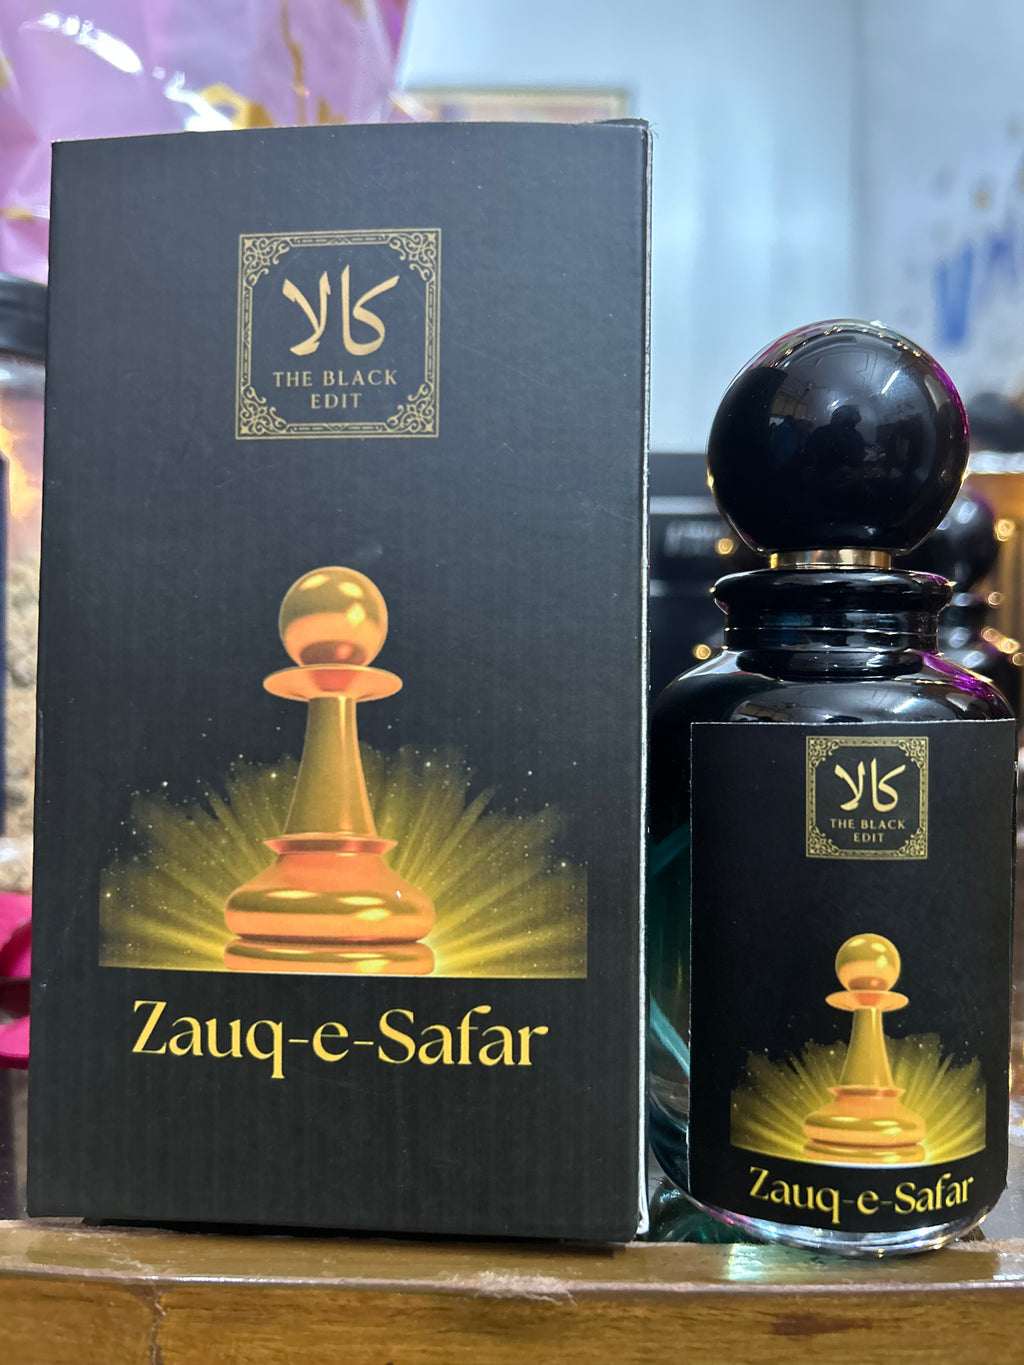 کالا
THE BLACK
EDIT
Zauq-e-Safar
کالا
THE BLACK
EDIT
Zauq-e-Safar